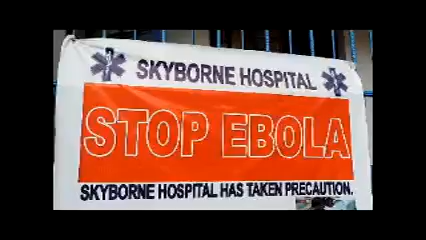 SKYBORNE HOSPITAL
STOP EBOLA
SKYBORNE HOSPITAL HAS TAKEN PRECAUTION.